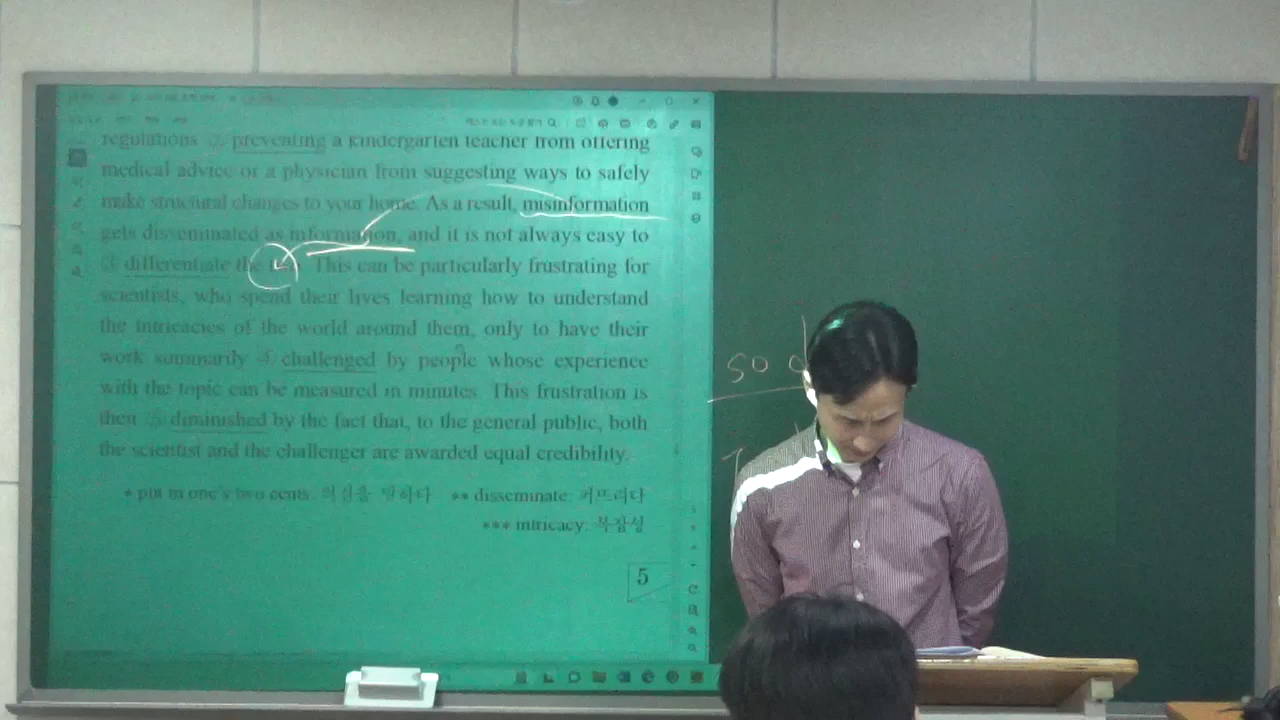 regulations ② preventing a kindergarten teacher from offering
medical advice or a physician from suggesting ways to safely
make structural changes to your home. As a result, misinformation
gets disseminated as information, and it is not always easy to
③ differentiate the This can be particularly frustrating for
scientists, who spend their lives learning how to understand
the intricacies of the world around them, only to have their
work summarily ④ challenged by people whose experience
with the topic can be measured in minutes. This frustration is
then ⑤ diminished by the fact that, to the general public, both
the scientist and the challenger are awarded equal credibility.
* put in one's two cents: 의견을 말하다 ** disseminate: 퍼뜨리다
*** intricacy: 복잡성
5
so